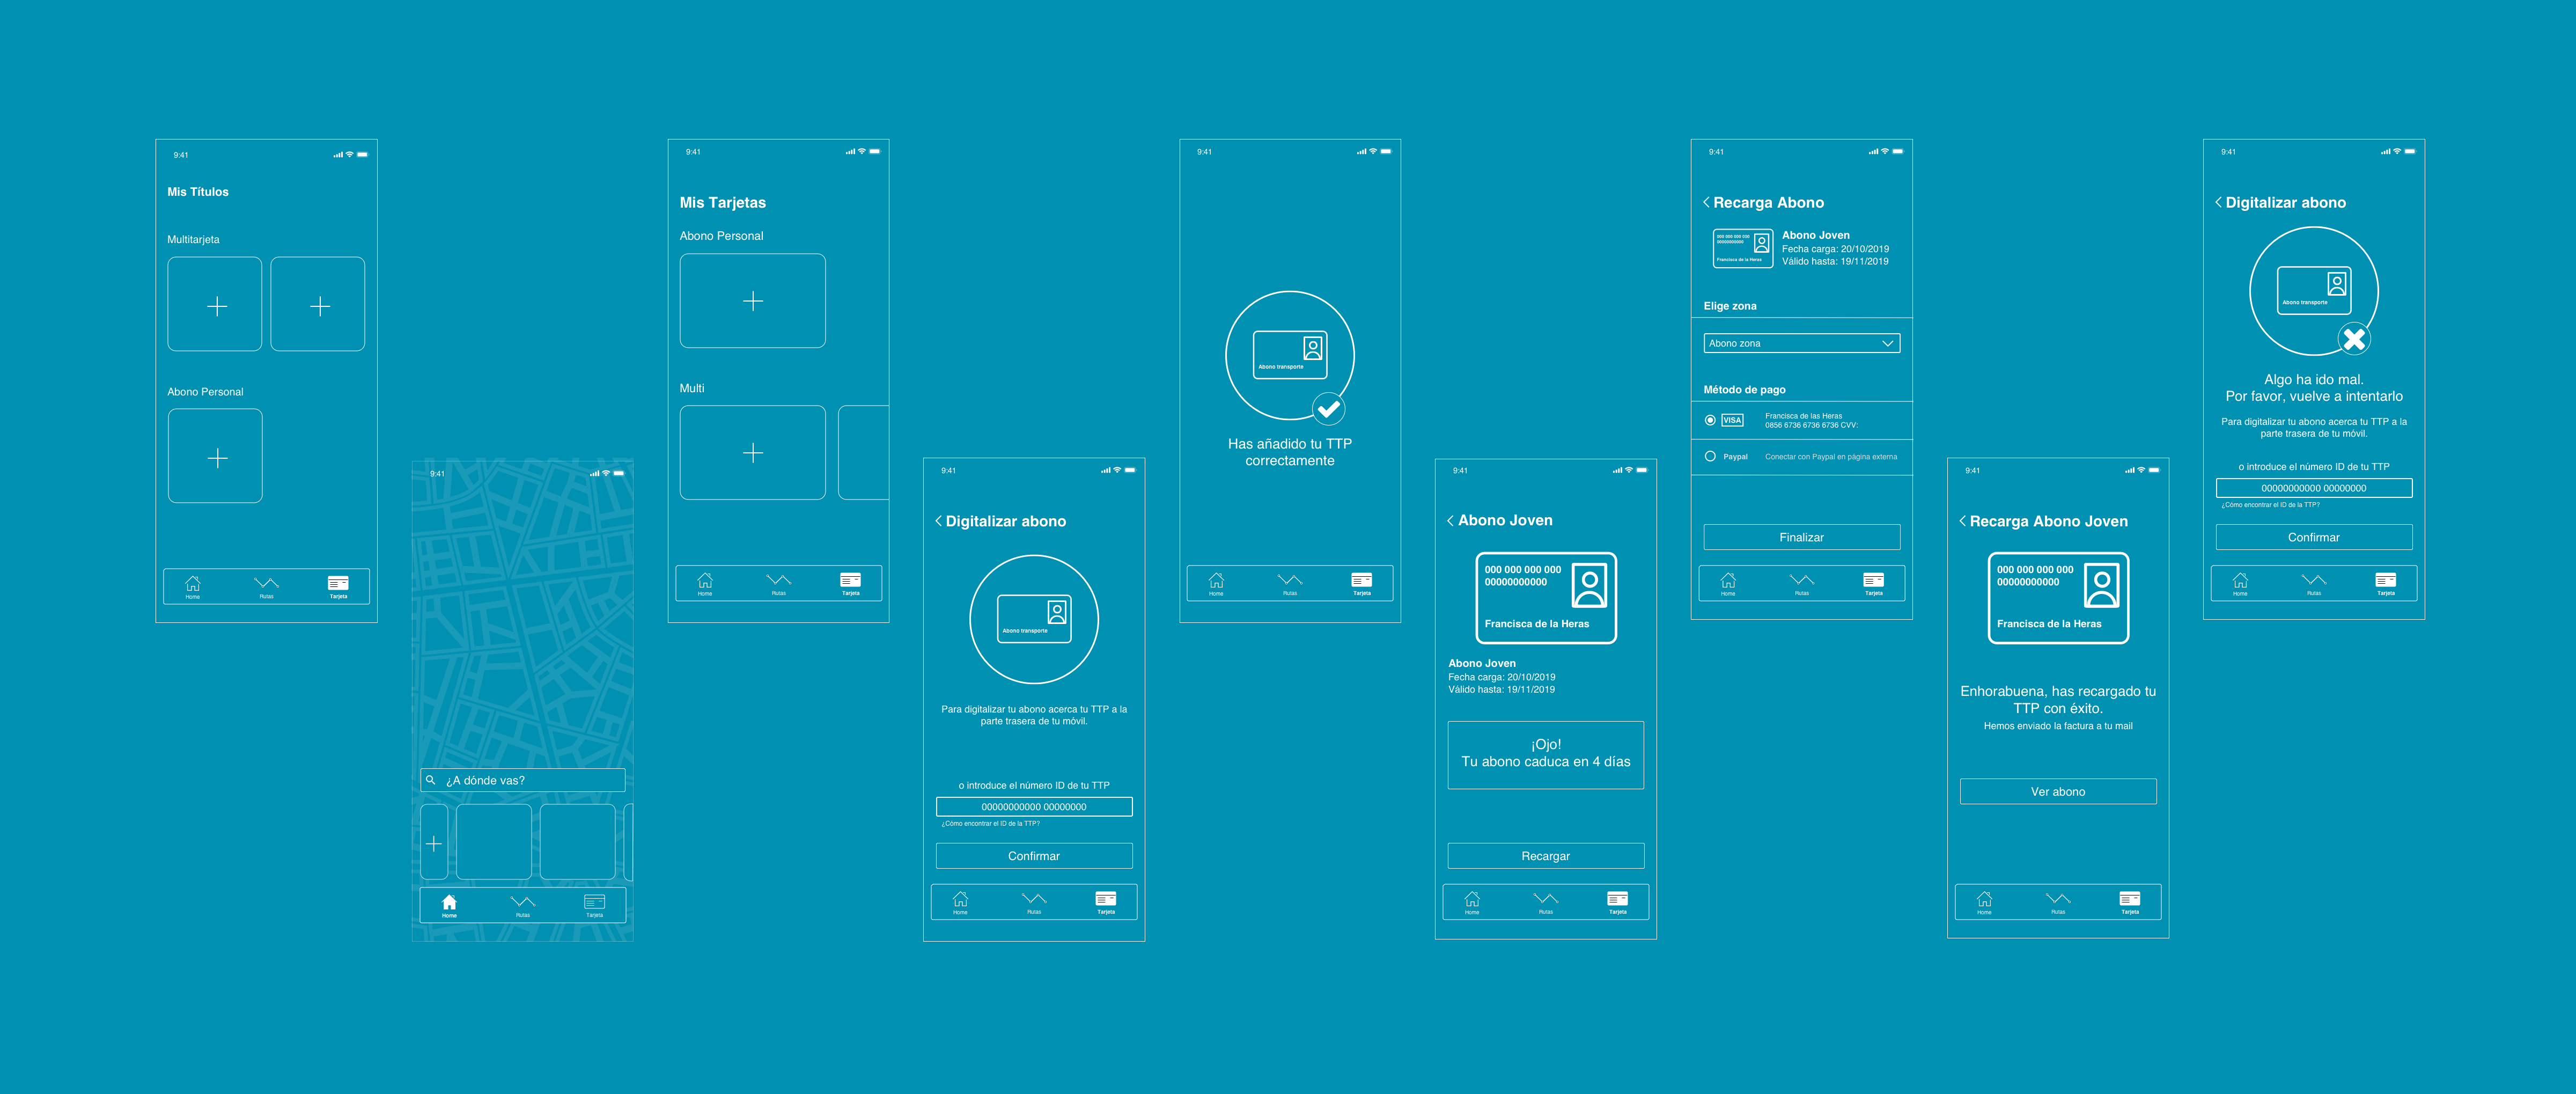 9:41
Mis Títulos
Multitarjeta
Abono Personal
Home
Rutas
Tarjeta
9:41
¿A dónde vas?
Home
Rutas
Tarjeta
9:41
Mis Tarjetas
Abono Personal
Multi
Home
Rutas
Tarjeta
9:41
Digitalizar abono
Abono transporte
Para digitalizar tu abono acerca tu TTP a la
parte trasera de tu móvil.
o introduce el número ID de tu TTP
00000000000 00000000
¿Cómo encontrar el ID de la TTP?
Confirmar
Home
Rutas
Tarjeta
9:41
Abono transporte
Has añadido tu TTP
correctamente
Home
Rutas
Tarjeta
9:41
Abono Joven
000 000 000 000
00000000000
Francisca de la Heras
Abono Joven
Fecha carga: 20/10/2019
Válido hasta: 19/11/2019
¡Ojo!
Tu abono caduca en 4 días
Recargar
Home
Rutas
Tarjeta
9:41
Recarga Abono
000 000 000 000
00000000000
Francisca de la Heras
Abono Joven
Fecha carga: 20/10/2019
Válido hasta: 19/11/2019
Elige zona
Abono zona
Método de pago
VISA
Francisca de las Heras
0856 6736 6736 6736 CVV:
Paypal
Conectar con Paypal en página externa
Finalizar
Home
Rutas
Tarjeta
9:41
Recarga Abono Joven
000 000 000 000
00000000000
Francisca de la Heras
Enhorabuena, has recargado tu
TTP con éxito.
Hemos enviado la factura a tu mail
Ver abono
Home
Rutas
Tarjeta
9:41
Digitalizar abono
Abono transporte
Algo ha ido mal.
Por favor, vuelve a intentarlo
Para digitalizar tu abono acerca tu TTP a la
parte trasera de tu móvil.
o introduce el número ID de tu TTP
00000000000 00000000
¿Cómo encontrar el ID de la TTP?
Confirmar
Home
Rutas
Tarjeta